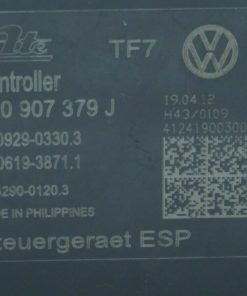 Ate
TF7
ntroller
0 907 379 J
19.04.12
H43/0109
41241900300
0929-0330.3
0619-3871.1
5290-0120.3
E IN PHILIPPINES
teuergeraet ESP